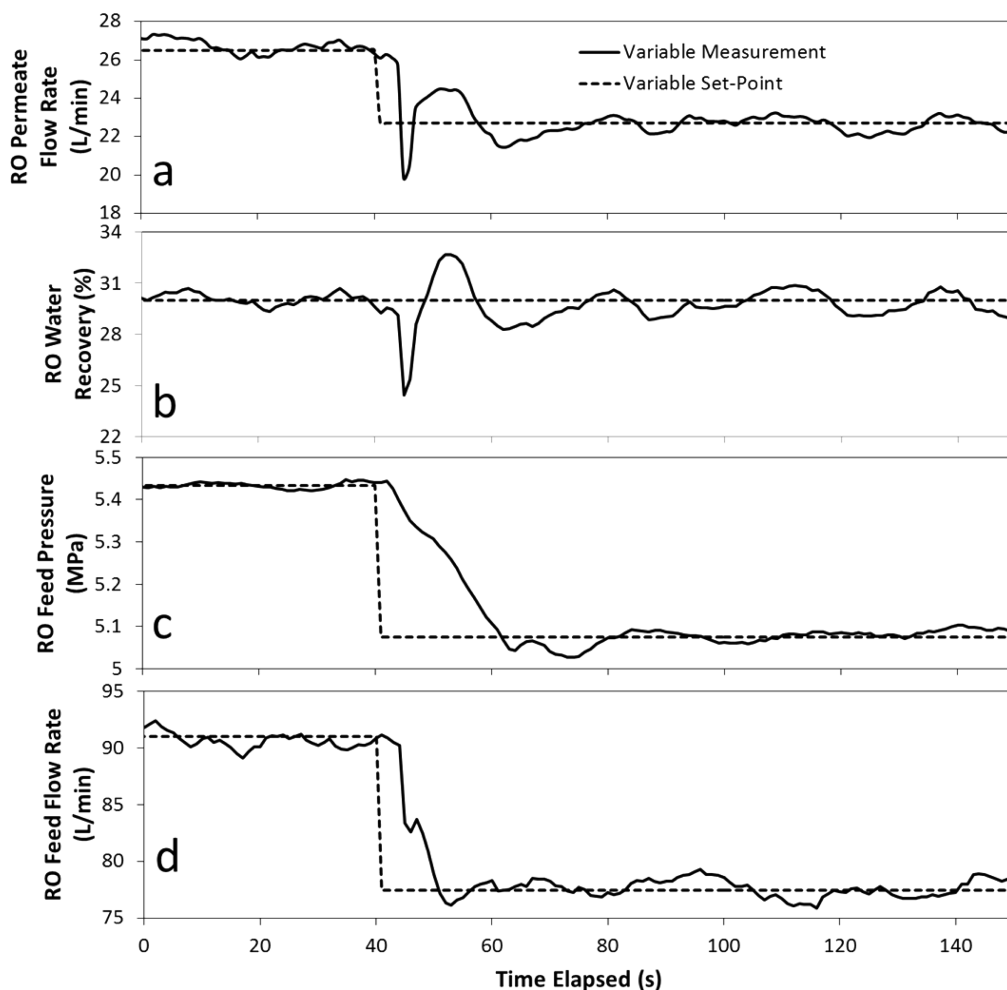 RO Permeate
Flow Rate
(L/min)
28
26
24
22
20
18
a
Variable Measurement
Variable Set-Point
RO Water
Recovery (%)
34
31
28
25
22
b
RO Feed Pressure
(MPa)
5.5
5.4
5.3
5.2
5.1
5
c
RO Feed Flow Rate
(L/min)
95
90
85
80
75
d
0 20 40 60 80 100 120 140
Time Elapsed (s)